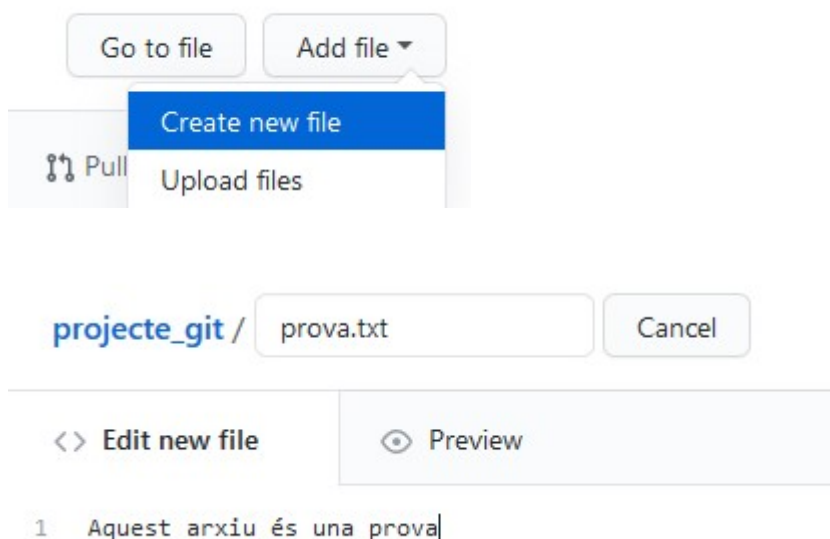 Go to file Add file
Create new file
Pull
Upload files
projecte_git / prova.txt Cancel
<> Edit new file Preview
1 Aquest arxiu és una prova